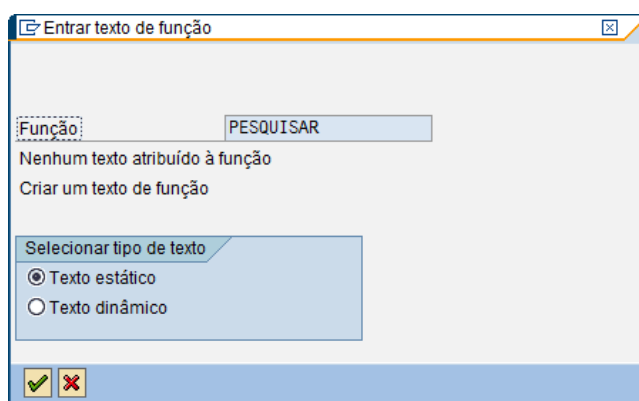 Entrar texto de função
Função PESQUISAR
Nenhum texto atribuído à função
Criar um texto de função
Selecionar tipo de texto
Texto estático
Texto dinâmico